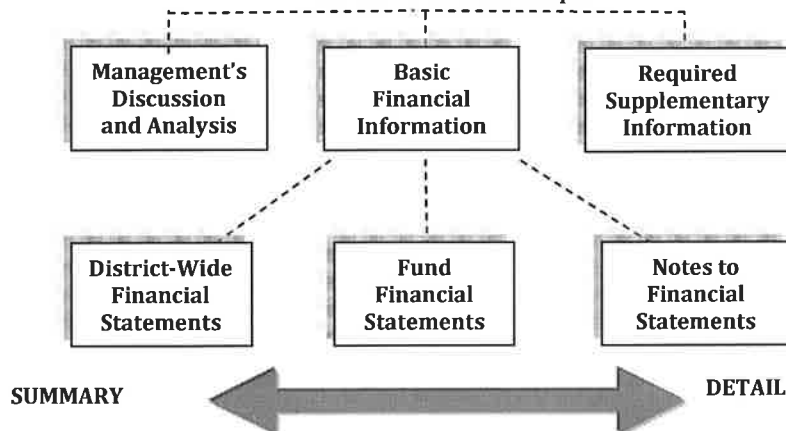 Management's
Discussion
and Analysis
Basic
Financial
Information
Required
Supplementary
Information
District-Wide
Financial
Statements
Fund
Financial
Statements
Notes to
Financial
Statements
SUMMARY
DETAIL